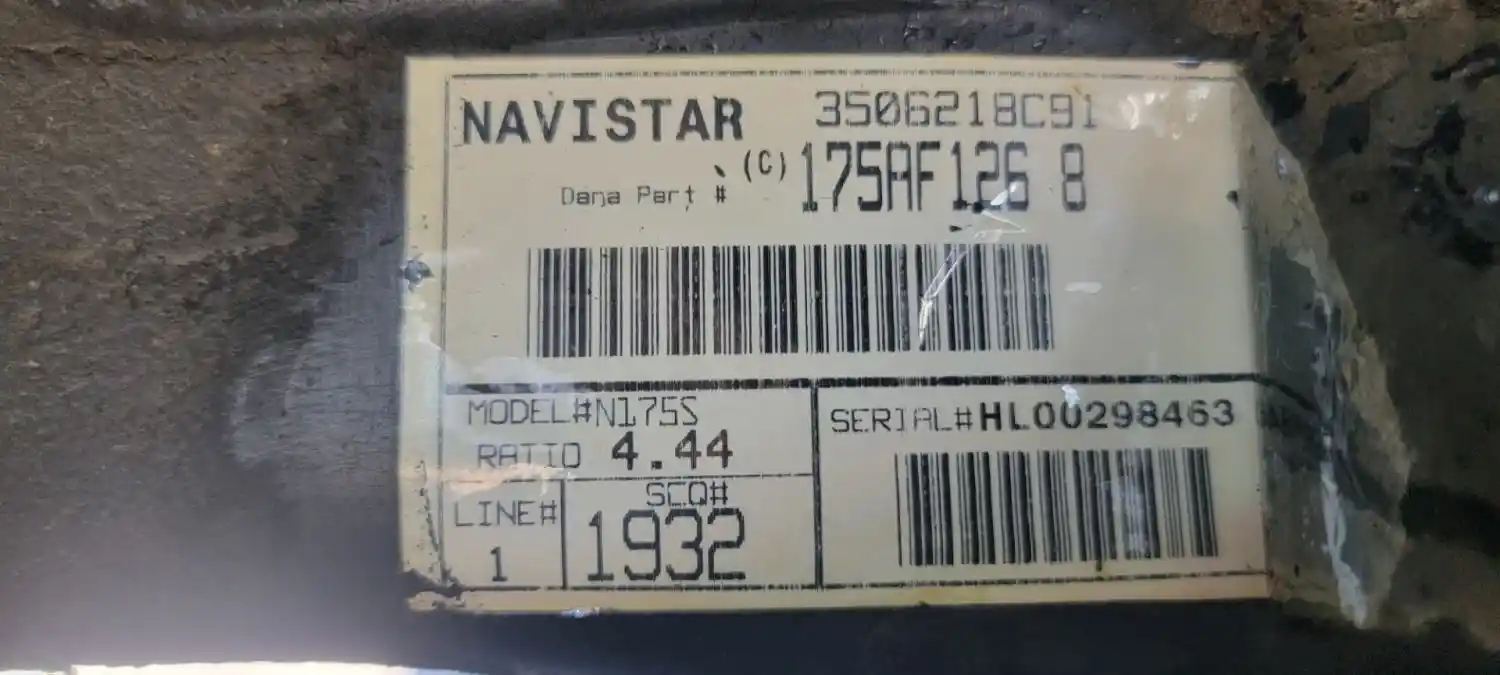 NAVISTAR 3506218C91
Dana Part # (C) 175AF126 8
MODEL#N175S
RATIO 4.44
LINE# 1
SCQ# 1932
SERIAL#HL00298463